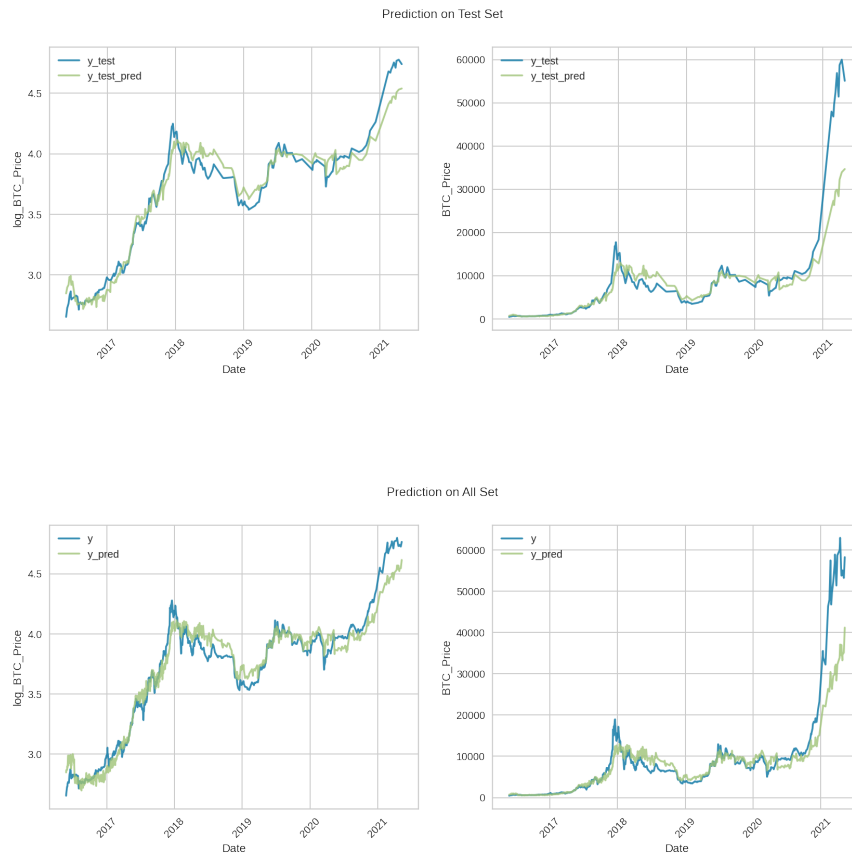 Prediction on Test Set
y_test
y_test_pred
4.5
4.0
3.5
3.0
log_BTC_Price
2017
2018
2019
2020
2021
Date
y_test
y_test_pred
60000
50000
40000
30000
20000
10000
0
BTC_Price
2017
2018
2019
2020
2021
Date
Prediction on All Set
y
y_pred
4.5
4.0
3.5
3.0
log_BTC_Price
2017
2018
2019
2020
2021
Date
y
y_pred
60000
50000
40000
30000
20000
10000
0
BTC_Price
2017
2018
2019
2020
2021
Date